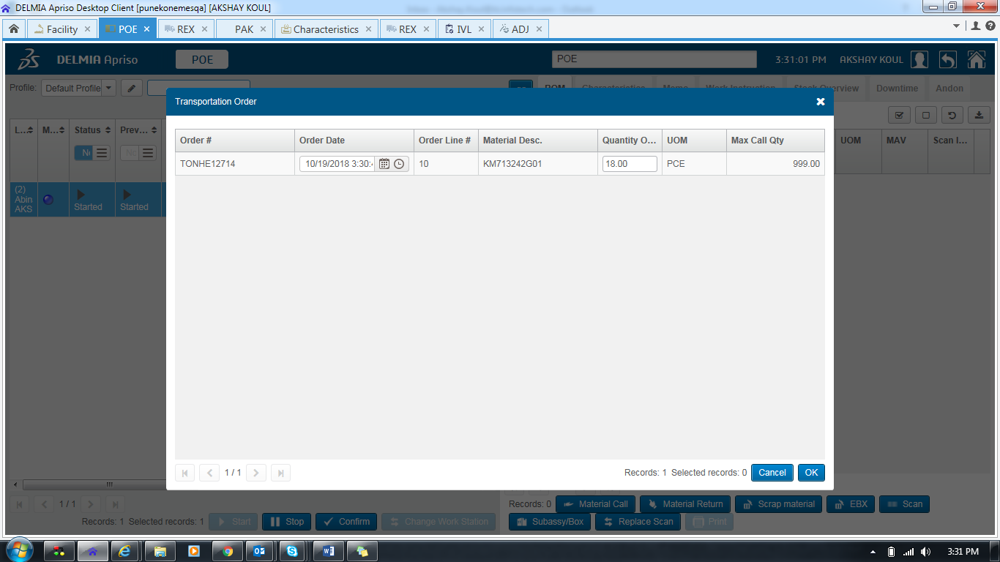 DELMIA Apriso Desktop Client [punekonemesqa] [AKSHAY KOUL]
Facility POE REX PAK Characteristics REX IVL ADJ
DELMIA Apriso POE POE 3:31:01 PM AKSHAY KOUL
Profile: Default Profile BOM Characteristics Memo Work Instruction Stock Overview Downtime Andon
Transportation Order
L... M... Status Prev... UOM MAV Scan I...
Order # Order Date Order Line # Material Desc. Quantity O... UOM Max Call Qty
TONHE12714 10/19/2018 3:30: 10 KM713242G01 18.00 PCE 999.00
(2)
Abin
AKS
Started Started
1 / 1 Records: 1 Selected records: 0 Cancel OK
1 / 1
Records: 1 Selected records: 1 Start Stop Confirm Change Work Station
Records: 0 Material Call Material Return Scrap material EBX Scan
Subassy/Box Replace Scan Print
3:31 PM